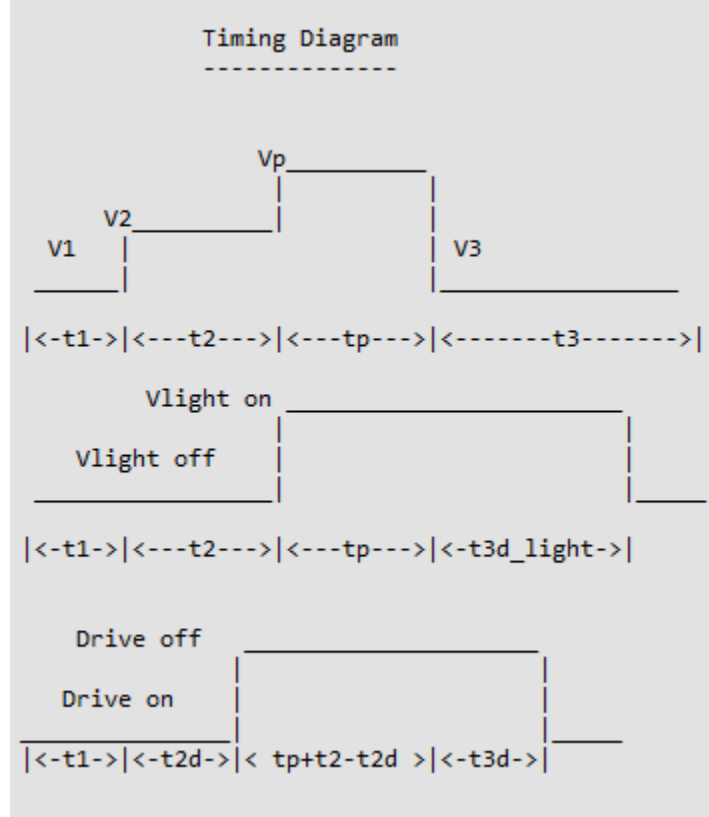 Timing Diagram
--------------
Vp
V2
V1 V3
|<-t1->|<---t2--->|<---tp--->|<-------t3------->|
Vlight on
Vlight off
|<-t1->|<---t2--->|<---tp--->|<-t3d_light->|
Drive off
Drive on
|<-t1->|<-t2d->|< tp+t2-t2d >|<-t3d->|